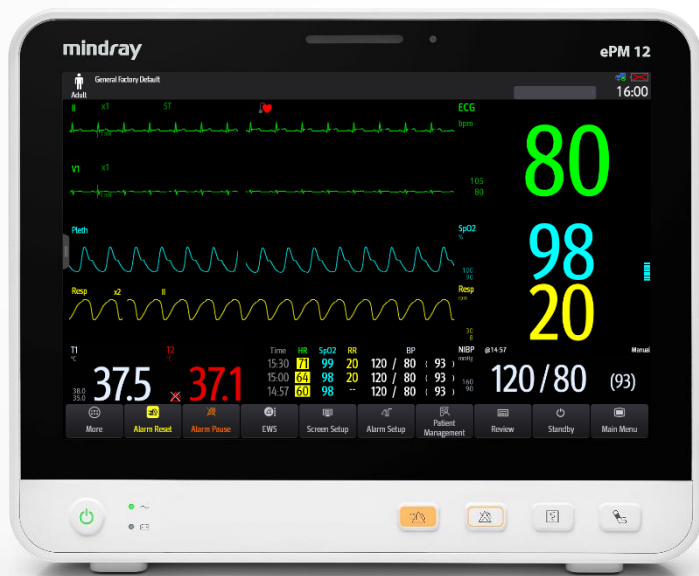 mindray
ePM 12
General Factory Default
Adult
16:00
II x1 ST
ECG
bpm
80
105
80
V1 x1
Pleth
SpO2
%
98
100
90
Resp x2 II
Resp
rpm
20
30
8
T1
°C
38.0
35.0
37.5
T2
°C
37.1
Time HR SpO2 RR BP
15:30 71 99 20 120 / 80 ( 93 )
15:00 64 98 20 120 / 80 ( 93 )
14:57 60 98 -- 120 / 80 ( 93 )
NIBP @14:57 Manual
mmHg
160
90
120/80 (93)
More
Alarm Reset
Alarm Pause
EWS
Screen Setup
Alarm Setup
Patient
Management
Review
Standby
Main Menu